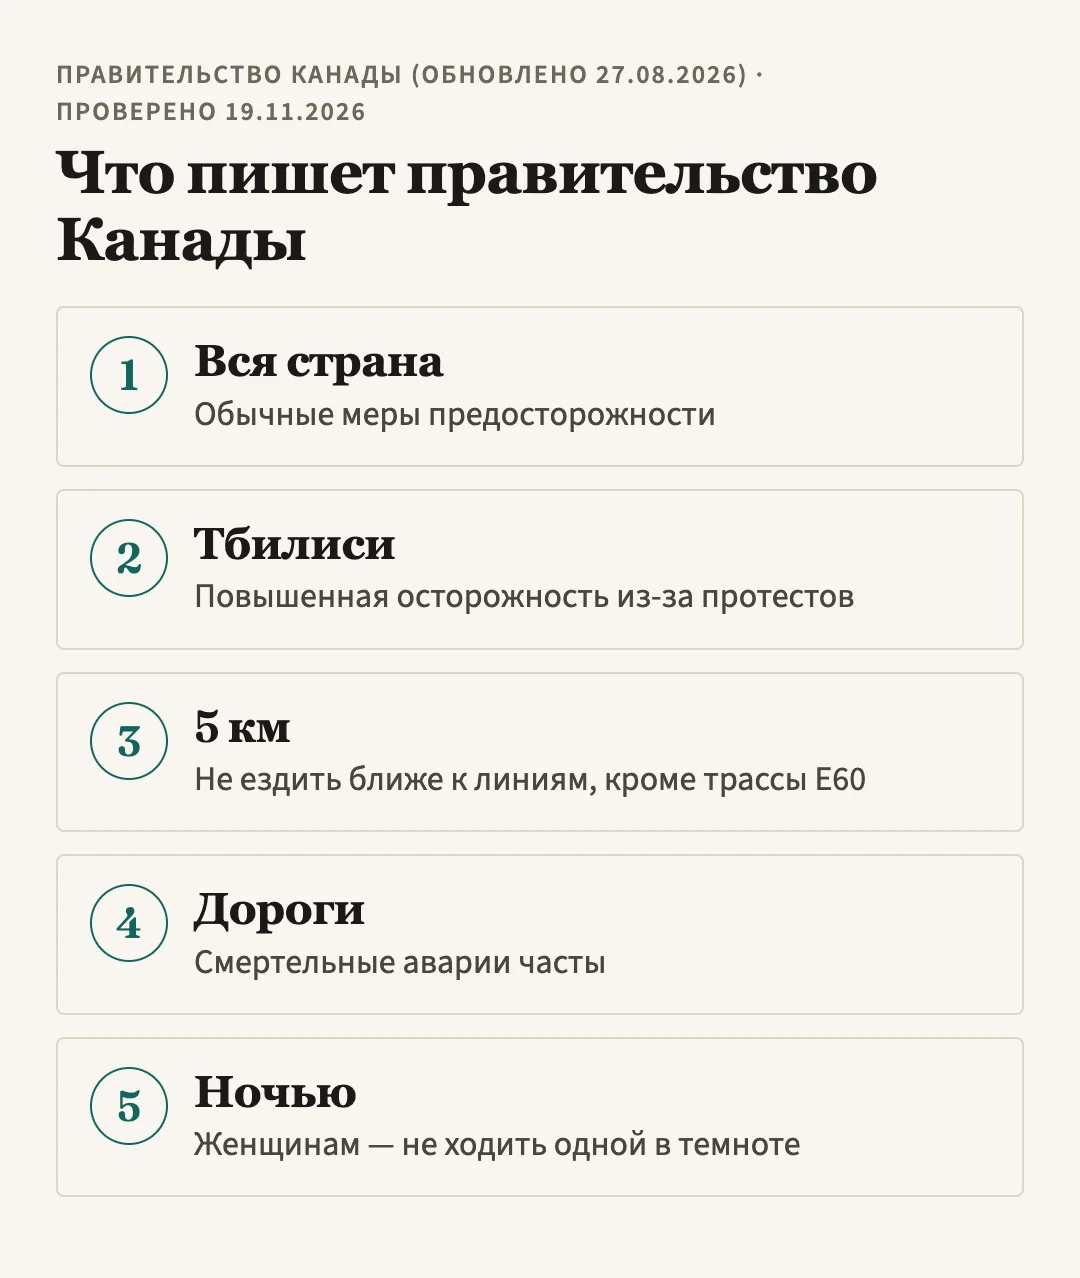 ПРАВИТЕЛЬСТВО КАНАДЫ (ОБНОВЛЕНО 27.08.2026) ·
ПРОВЕРЕНО 19.11.2026
Что пишет правительство
Канады
1
Вся страна
Обычные меры предосторожности
2
Тбилиси
Повышенная осторожность из-за протестов
3
5 км
Не ездить ближе к линиям, кроме трассы E60
4
Дороги
Смертельные аварии часты
5
Ночью
Женщинам — не ходить одной в темноте